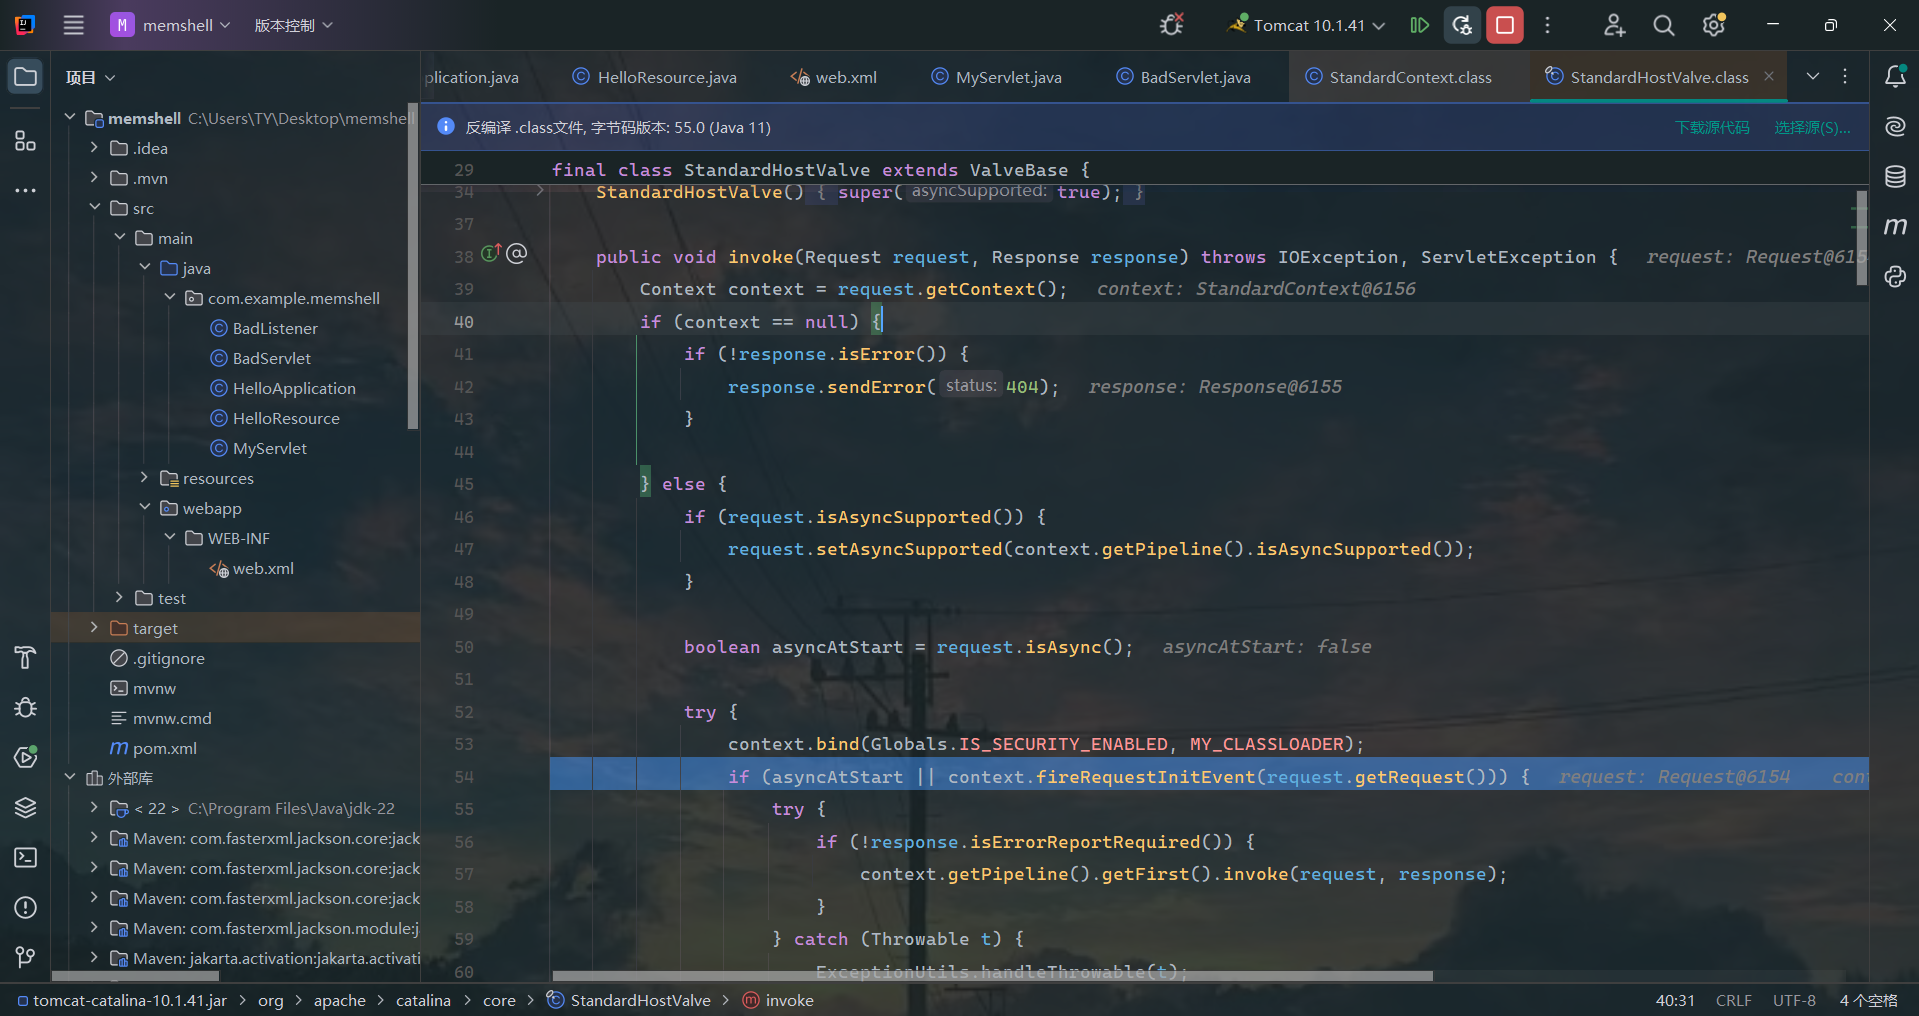 M memshell 版本控制 Tomcat 10.1.41
项目
plication.java HelloResource.java web.xml MyServlet.java BadServlet.java StandardContext.class StandardHostValve.class
memshell C:\Users\TY\Desktop\memshell
.idea
.mvn
src
main
java
com.example.memshell
BadListener
BadServlet
HelloApplication
HelloResource
MyServlet
resources
webapp
WEB-INF
web.xml
test
target
.gitignore
mvnw
mvnw.cmd
pom.xml
外部库
< 22 > C:\Program Files\Java\jdk-22
Maven: com.fasterxml.jackson.core:jack
Maven: com.fasterxml.jackson.core:jack
Maven: com.fasterxml.jackson.core:jack
Maven: com.fasterxml.jackson.module:j
Maven: jakarta.activation:jakarta.activati
反编译 .class文件, 字节码版本: 55.0 (Java 11) 下载源代码 选择源(S)...
29 final class StandardHostValve extends ValveBase {
34 StandardHostValve() { super( asyncSupported: true); }
37
38 public void invoke(Request request, Response response) throws IOException, ServletException { request: Request@615
39 Context context = request.getContext(); context: StandardContext@6156
40 if (context == null) {
41 if (!response.isError()) {
42 response.sendError( status: 404); response: Response@6155
43 }
44
45 } else {
46 if (request.isAsyncSupported()) {
47 request.setAsyncSupported(context.getPipeline().isAsyncSupported());
48 }
49
50 boolean asyncAtStart = request.isAsync(); asyncAtStart: false
51
52 try {
53 context.bind(Globals.IS_SECURITY_ENABLED, MY_CLASSLOADER);
54 if (asyncAtStart || context.fireRequestInitEvent(request.getRequest())) { request: Request@6154 con
55 try {
56 if (!response.isErrorReportRequired()) {
57 context.getPipeline().getFirst().invoke(request, response);
58 }
59 } catch (Throwable t) {
60 ExceptionUtils.handleThrowable(t);
tomcat-catalina-10.1.41.jar > org > apache > catalina > core > StandardHostValve > invoke 40:31 CRLF UTF-8 4 个空格